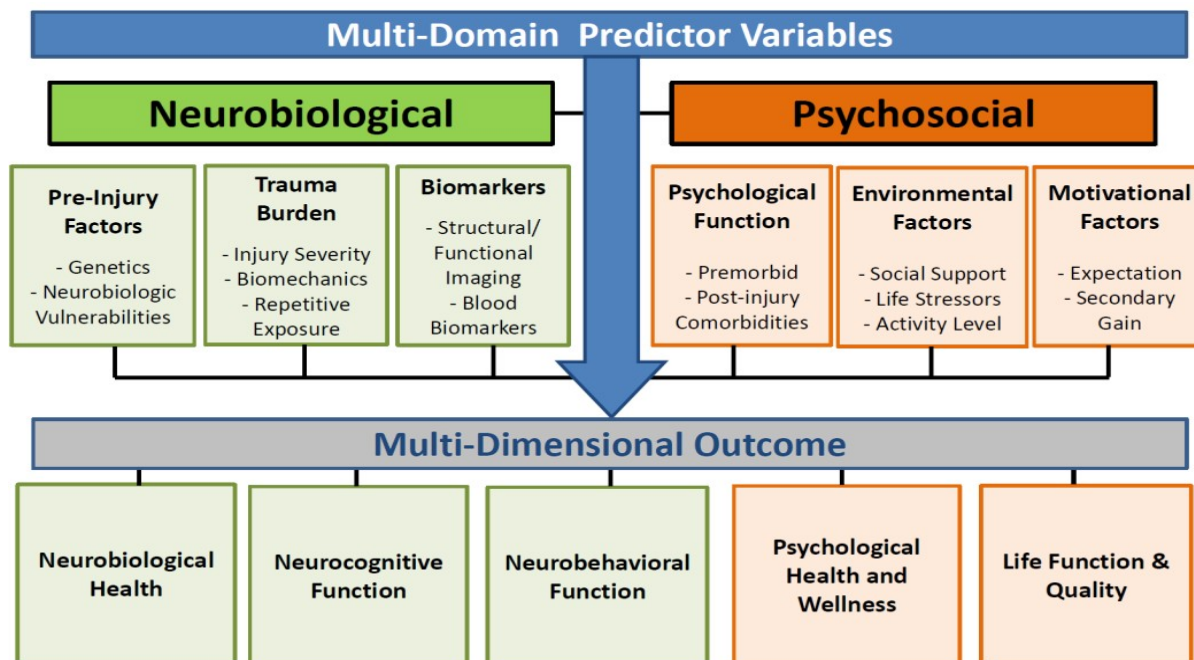 Multi-Domain Predictor Variables
Neurobiological
Psychosocial
Pre-Injury
Factors
- Genetics
- Neurobiologic
Vulnerabilities
Trauma
Burden
- Injury Severity
- Biomechanics
- Repetitive
Exposure
Biomarkers
- Structural/
Functional
Imaging
- Blood
Biomarkers
Psychological
Function
- Premorbid
- Post-injury
Comorbidities
Environmental
Factors
- Social Support
- Life Stressors
- Activity Level
Motivational
Factors
- Expectation
- Secondary
Gain
Multi-Dimensional Outcome
Neurobiological
Health
Neurocognitive
Function
Neurobehavioral
Function
Psychological
Health and
Wellness
Life Function &
Quality